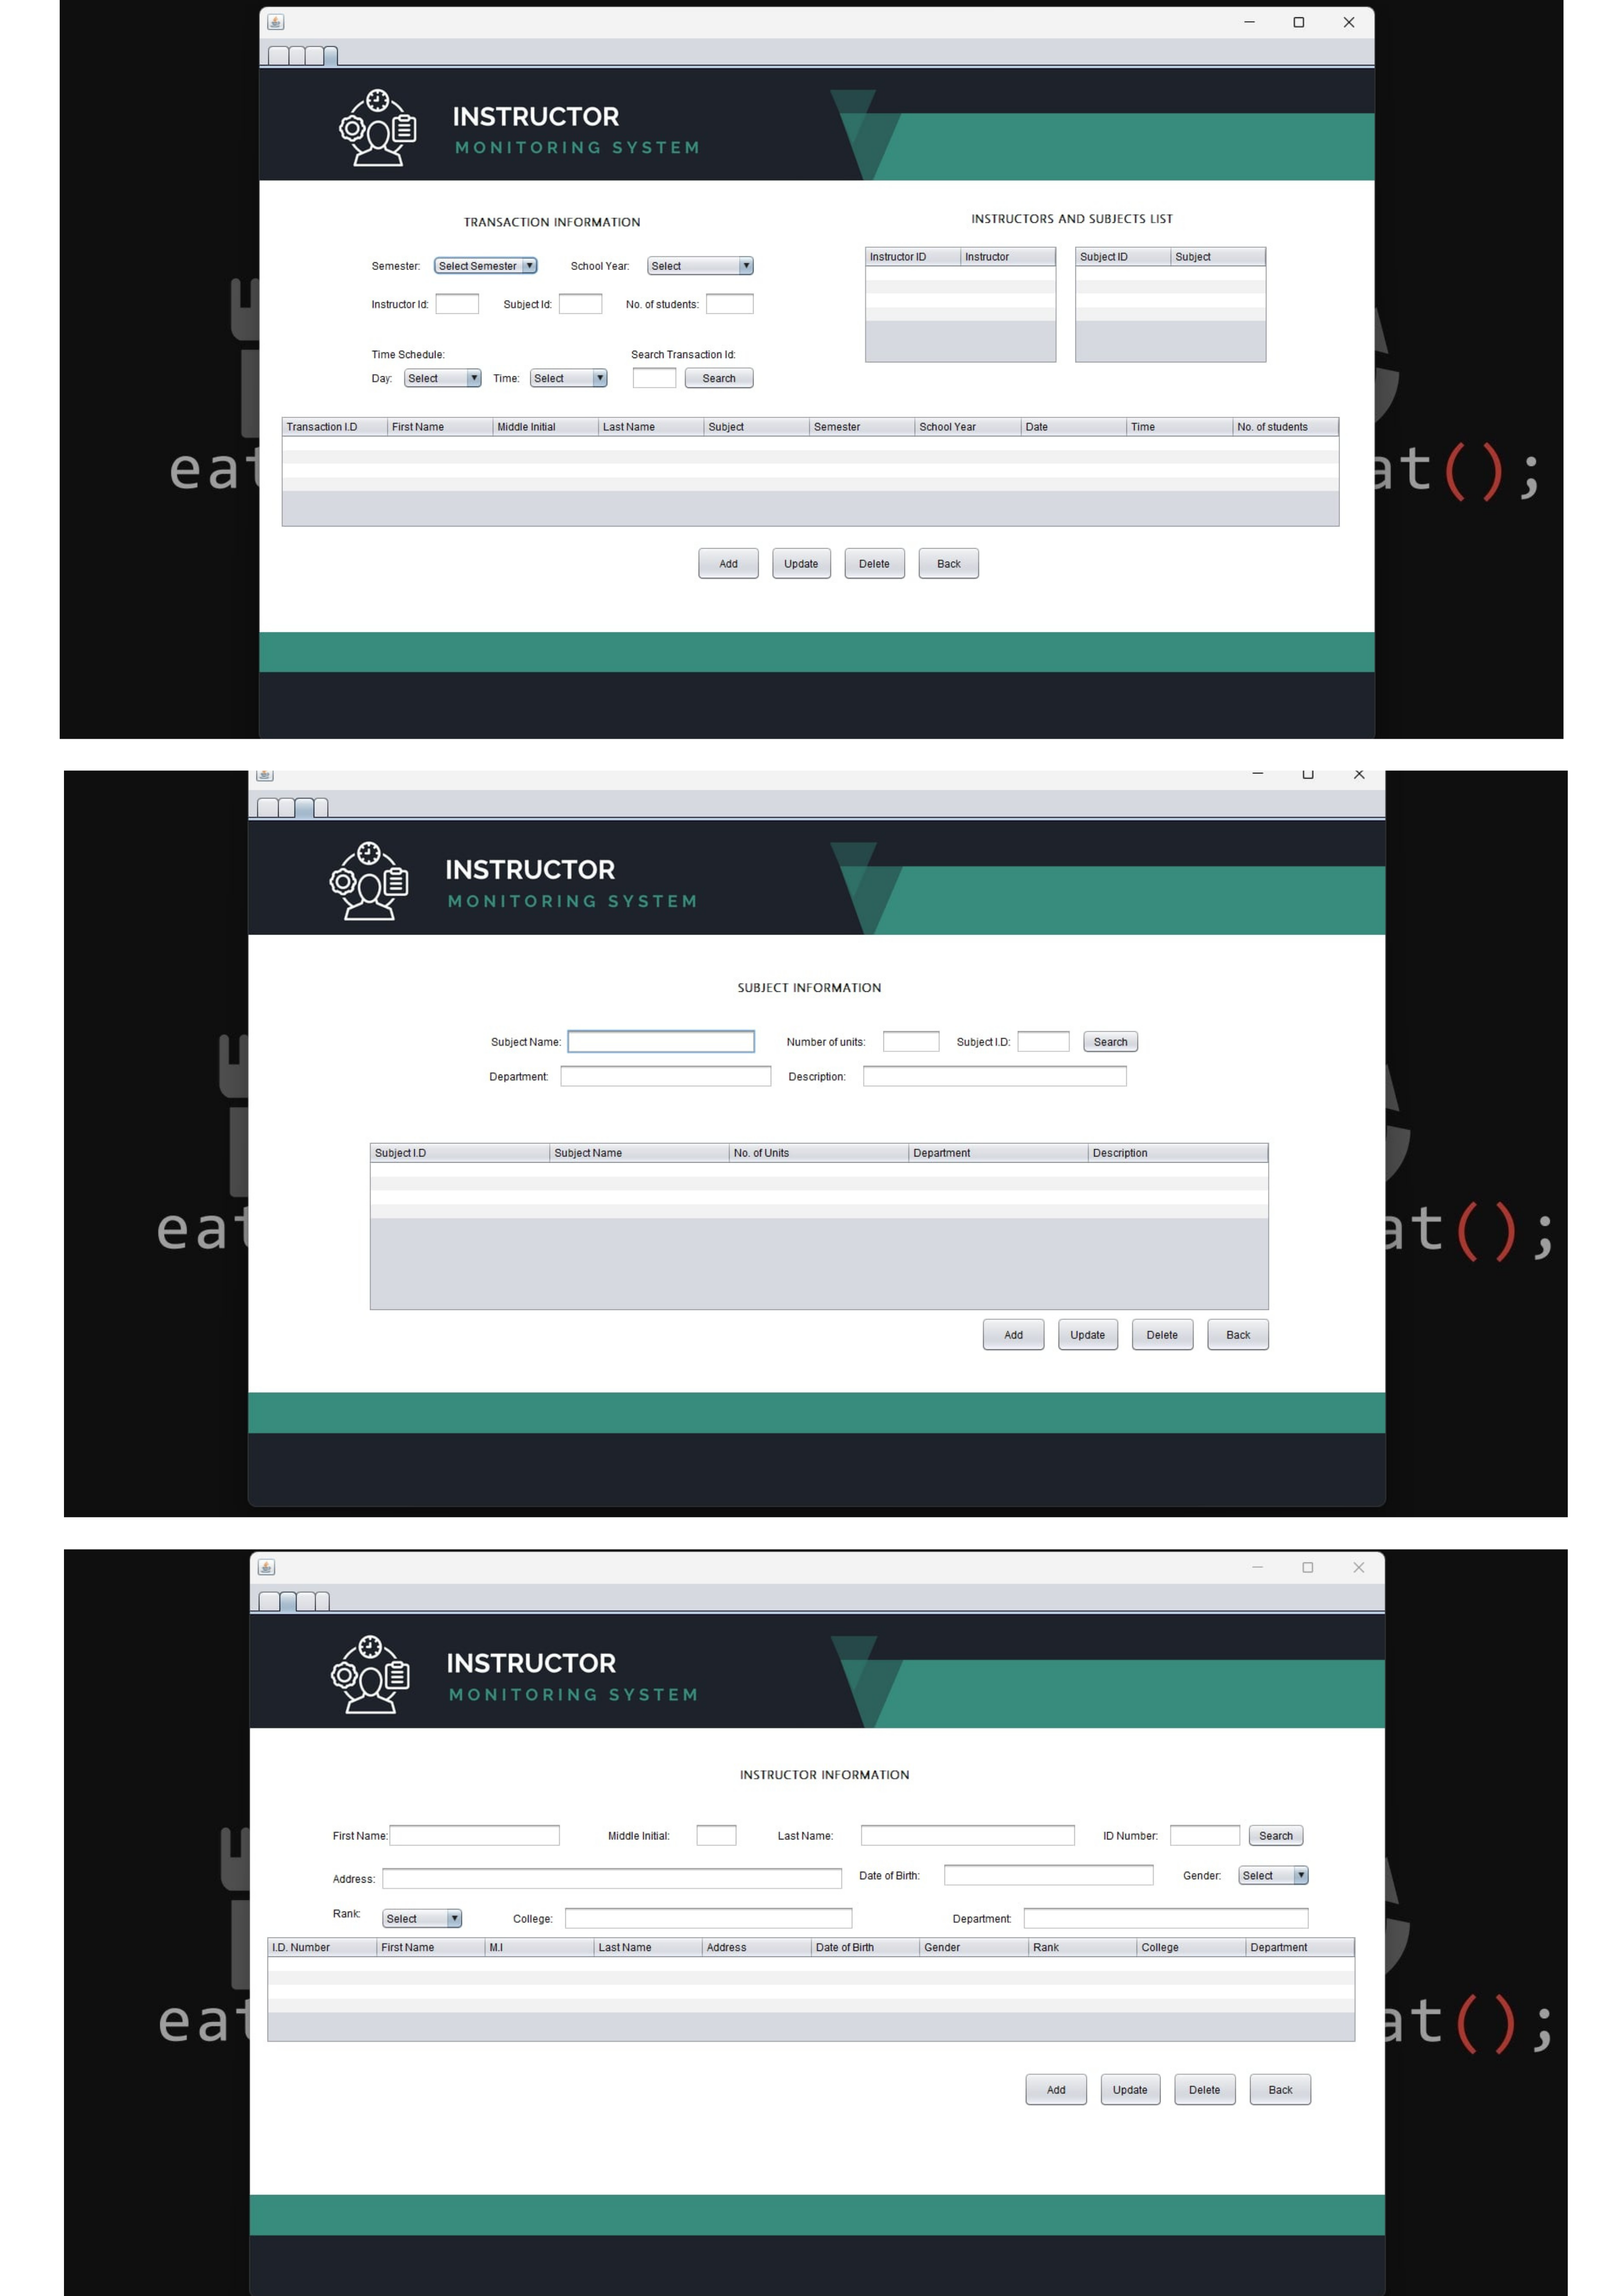 INSTRUCTOR
MONITORING SYSTEM
TRANSACTION INFORMATION
INSTRUCTORS AND SUBJECTS LIST
Semester: Select Semester School Year: Select
Instructor ID Instructor Subject ID Subject
Instructor Id: Subject Id: No. of students:
Time Schedule: Search Transaction Id:
Day: Select Time: Select Search
Transaction I.D First Name Middle Initial Last Name Subject Semester School Year Date Time No. of students
eat at();
Add Update Delete Back
INSTRUCTOR
MONITORING SYSTEM
SUBJECT INFORMATION
Subject Name: Number of units: Subject I.D: Search
Department: Description:
Subject I.D Subject Name No. of Units Department Description
eat at();
Add Update Delete Back
INSTRUCTOR
MONITORING SYSTEM
INSTRUCTOR INFORMATION
First Name: Middle Initial: Last Name: ID Number: Search
Address: Date of Birth: Gender: Select
Rank: Select College: Department:
I.D. Number First Name M.I Last Name Address Date of Birth Gender Rank College Department
eat at();
Add Update Delete Back